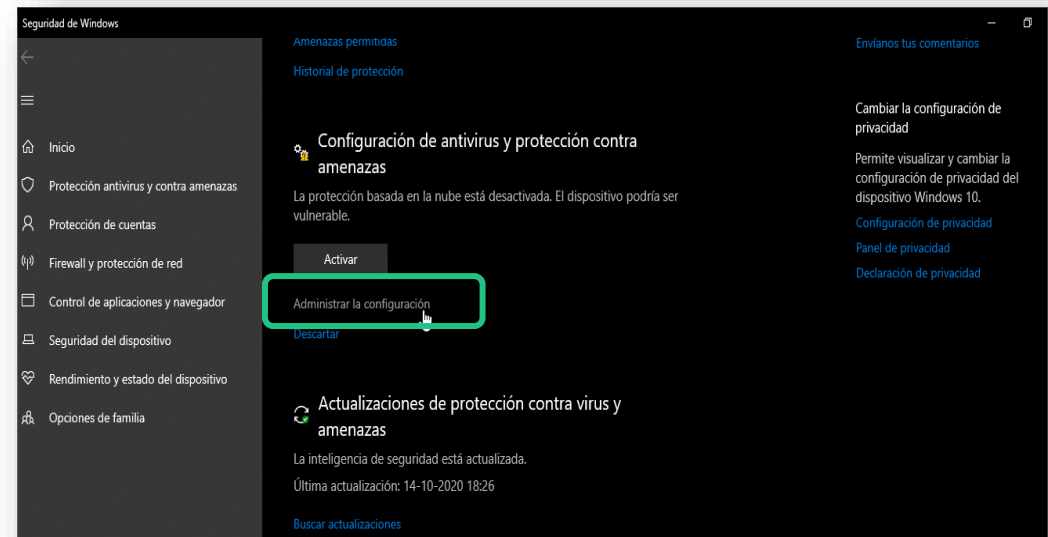 Seguridad de Windows
Inicio
Protección antivirus y contra amenazas
Protección de cuentas
Firewall y protección de red
Control de aplicaciones y navegador
Seguridad del dispositivo
Rendimiento y estado del dispositivo
Opciones de familia
Amenazas permitidas
Historial de protección
Configuración de antivirus y protección contra
amenazas
La protección basada en la nube está desactivada. El dispositivo podría ser
vulnerable.
Activar
Administrar la configuración
Descartar
Actualizaciones de protección contra virus y
amenazas
La inteligencia de seguridad está actualizada.
Última actualización: 14-10-2020 18:26
Buscar actualizaciones
Envíanos tus comentarios
Cambiar la configuración de
privacidad
Permite visualizar y cambiar la
configuración de privacidad del
dispositivo Windows 10.
Configuración de privacidad
Panel de privacidad
Declaración de privacidad